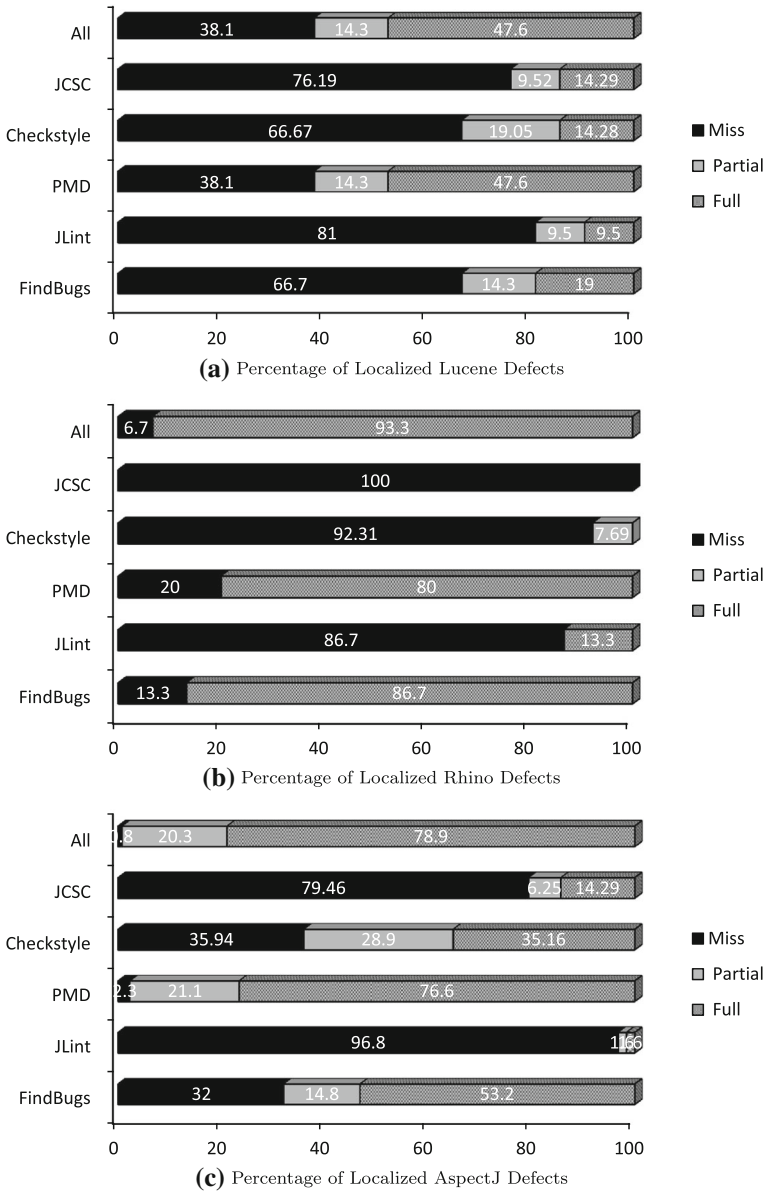 All 38.1 14.3 47.6
JCSC 76.19 9.52 14.29
Checkstyle 66.67 19.05 14.28
PMD 38.1 14.3 47.6
JLint 81 9.5 9.5
FindBugs 66.7 14.3 19
Miss
Partial
Full
0 20 40 60 80 100
(a) Percentage of Localized Lucene Defects
All 6.7 93.3
JCSC 100
Checkstyle 92.31 7.69
PMD 20 80
JLint 86.7 13.3
FindBugs 13.3 86.7
Miss
Partial
Full
0 20 40 60 80 100
(b) Percentage of Localized Rhino Defects
All 0.8 20.3 78.9
JCSC 79.46 6.25 14.29
Checkstyle 35.94 28.9 35.16
PMD 2.3 21.1 76.6
JLint 96.8
FindBugs 32 14.8 53.2
Miss
Partial
Full
0 20 40 60 80 100
(c) Percentage of Localized AspectJ Defects